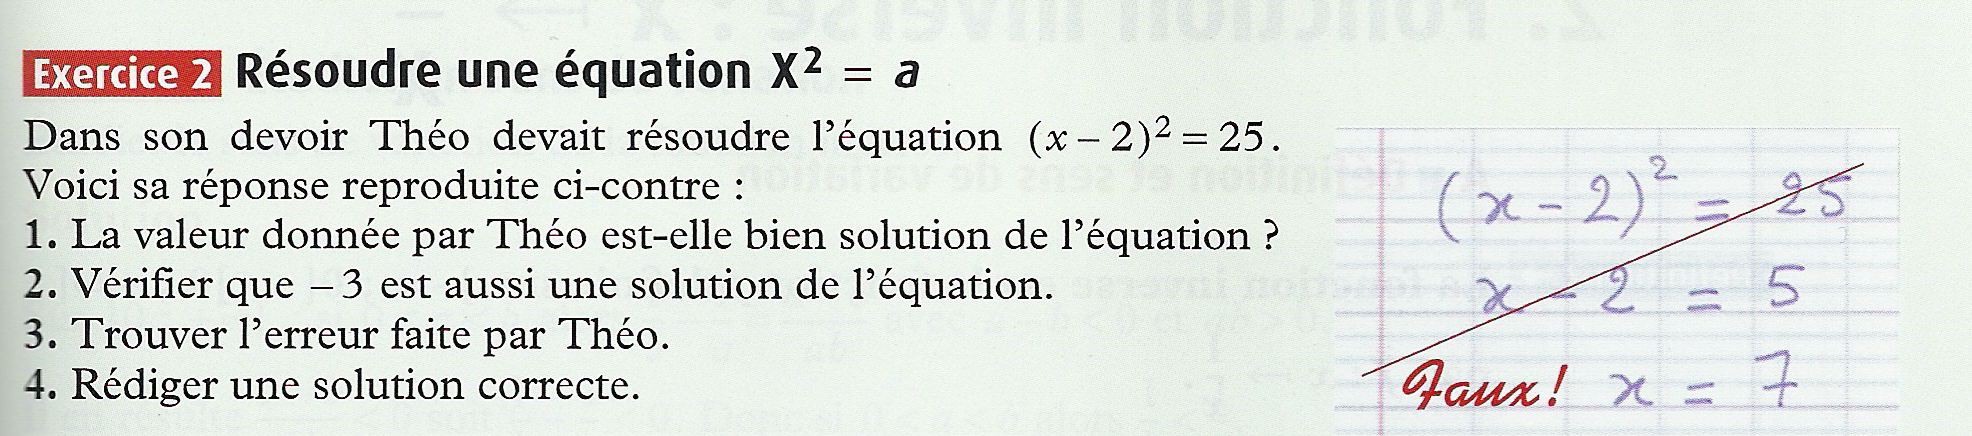 Exercice 2 Résoudre une équation X² = a
Dans son devoir Théo devait résoudre l'équation (x – 2)² = 25.
Voici sa réponse reproduite ci-contre :
1. La valeur donnée par Théo est-elle bien solution de l'équation ?
2. Vérifier que – 3 est aussi une solution de l'équation.
3. Trouver l'erreur faite par Théo.
4. Rédiger une solution correcte.
(x - 2)² = 25
x - 2 = 5
Faux! x = 7